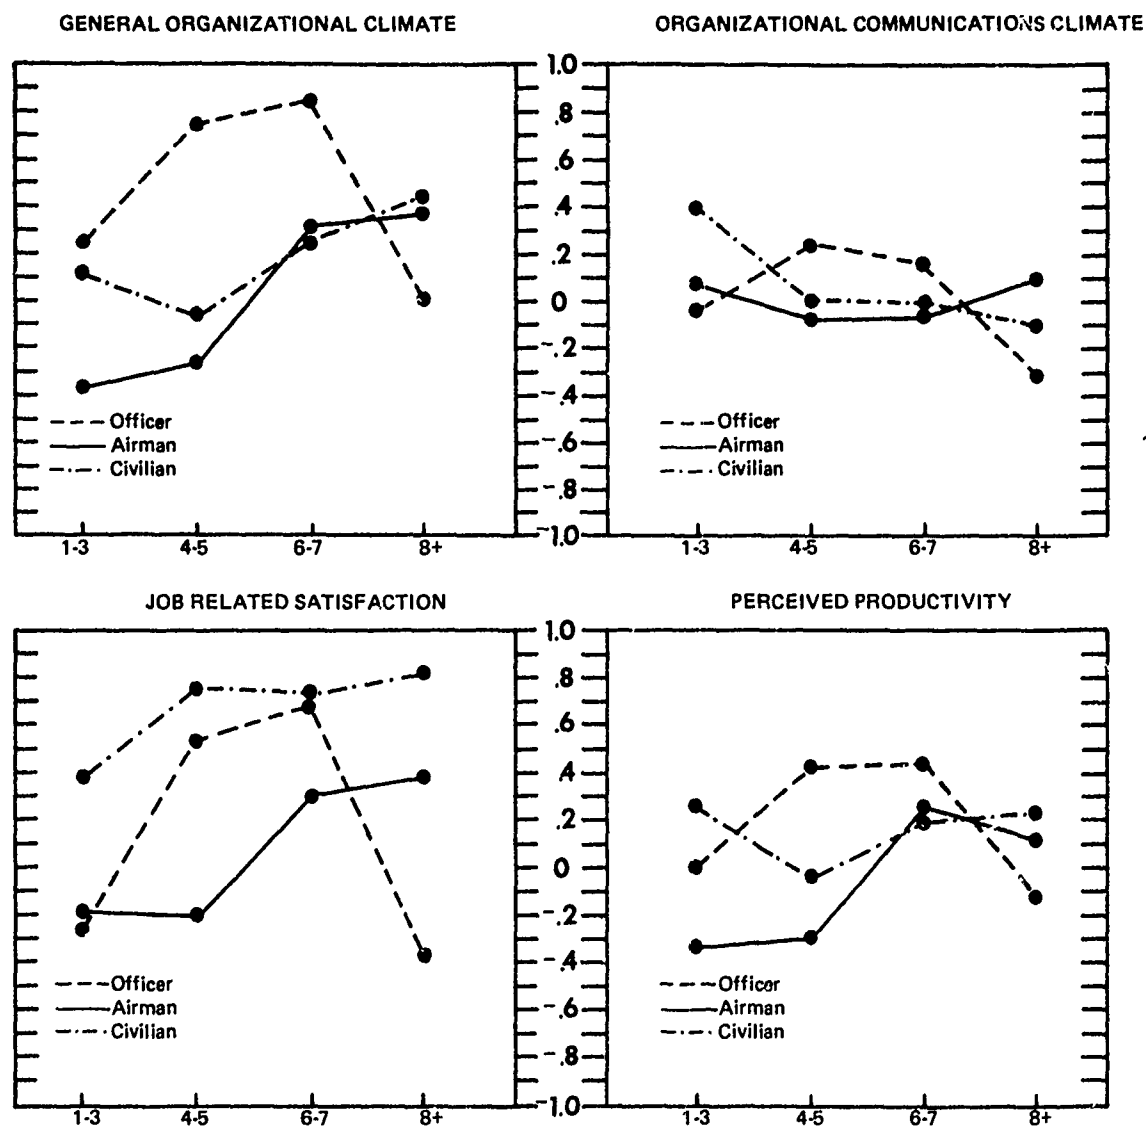 GENERAL ORGANIZATIONAL CLIMATE
ORGANIZATIONAL COMMUNICATIONS CLIMATE
1.0
.8
.6
.4
.2
0
-.2
-.4
-.6
-.8
-1.0
Officer
Airman
Civilian
1-3 4-5 6-7 8+
Officer
Airman
Civilian
1-3 4-5 6-7 8+
JOB RELATED SATISFACTION
PERCEIVED PRODUCTIVITY
1.0
.8
.6
.4
.2
0
-.2
-.4
-.6
-.8
-1.0
Officer
Airman
Civilian
1-3 4-5 6-7 8+
Officer
Airman
Civilian
1-3 4-5 6-7 8+